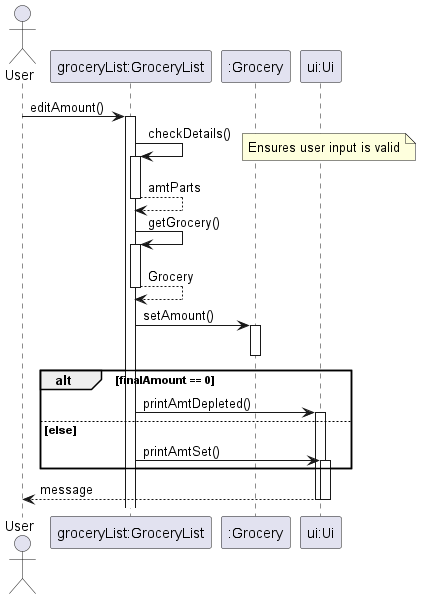 User
groceryList:GroceryList
:Grocery
ui:Ui
editAmount()
checkDetails()
Ensures user input is valid
amtParts
getGrocery()
Grocery
setAmount()
alt
[finalAmount == 0]
printAmtDepleted()
[else]
printAmtSet()
message
User
groceryList:GroceryList
:Grocery
ui:Ui